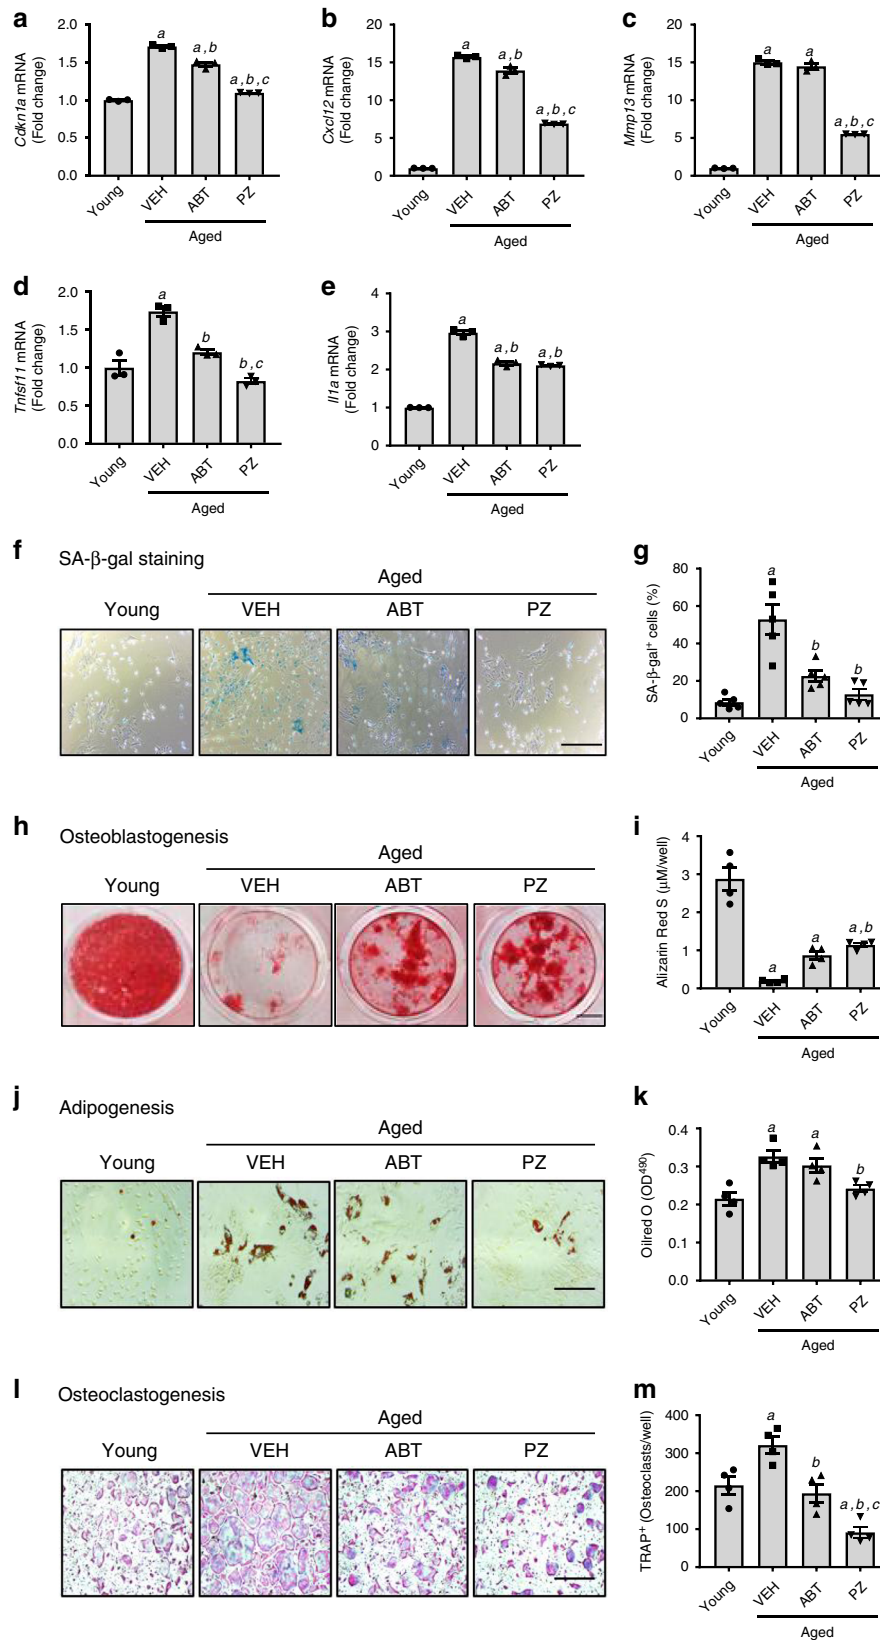 a
b
c
2.0
1.5
1.0
0.5
0.0
Cdkn1a mRNA
(Fold change)
a
a,b
a,b,c
Young
VEH
ABT
PZ
Aged
20
15
10
5
0
Cxcl12 mRNA
(Fold change)
a
a,b
a,b,c
Young
VEH
ABT
PZ
Aged
20
15
10
5
0
Mmp13 mRNA
(Fold change)
a
a
a,b,c
Young
VEH
ABT
PZ
Aged
d
e
2.0
1.5
1.0
0.5
0.0
Tnfsf11 mRNA
(Fold change)
a
b
b,c
Young
VEH
ABT
PZ
Aged
4
3
2
1
0
Il1a mRNA
(Fold change)
a
a,b
a,b
Young
VEH
ABT
PZ
Aged
f
SA-β-gal staining
Aged
Young VEH ABT PZ
g
80
60
40
20
0
SA-β-gal⁺ cells (%)
a
b
b
Young
VEH
ABT
PZ
Aged
h
Osteoblastogenesis
Aged
Young VEH ABT PZ
i
4
3
2
1
0
Alizarin Red S (μM/well)
a
a
a,b
Young
VEH
ABT
PZ
Aged
j
Adipogenesis
Aged
Young VEH ABT PZ
k
0.4
0.3
0.2
0.1
0.0
Oilred O (OD⁴⁹⁰)
a
a
b
Young
VEH
ABT
PZ
Aged
l
Osteoclastogenesis
Aged
Young VEH ABT PZ
m
400
300
200
100
0
TRAP⁺ (Osteoclasts/well)
a
b
a,b,c
Young
VEH
ABT
PZ
Aged